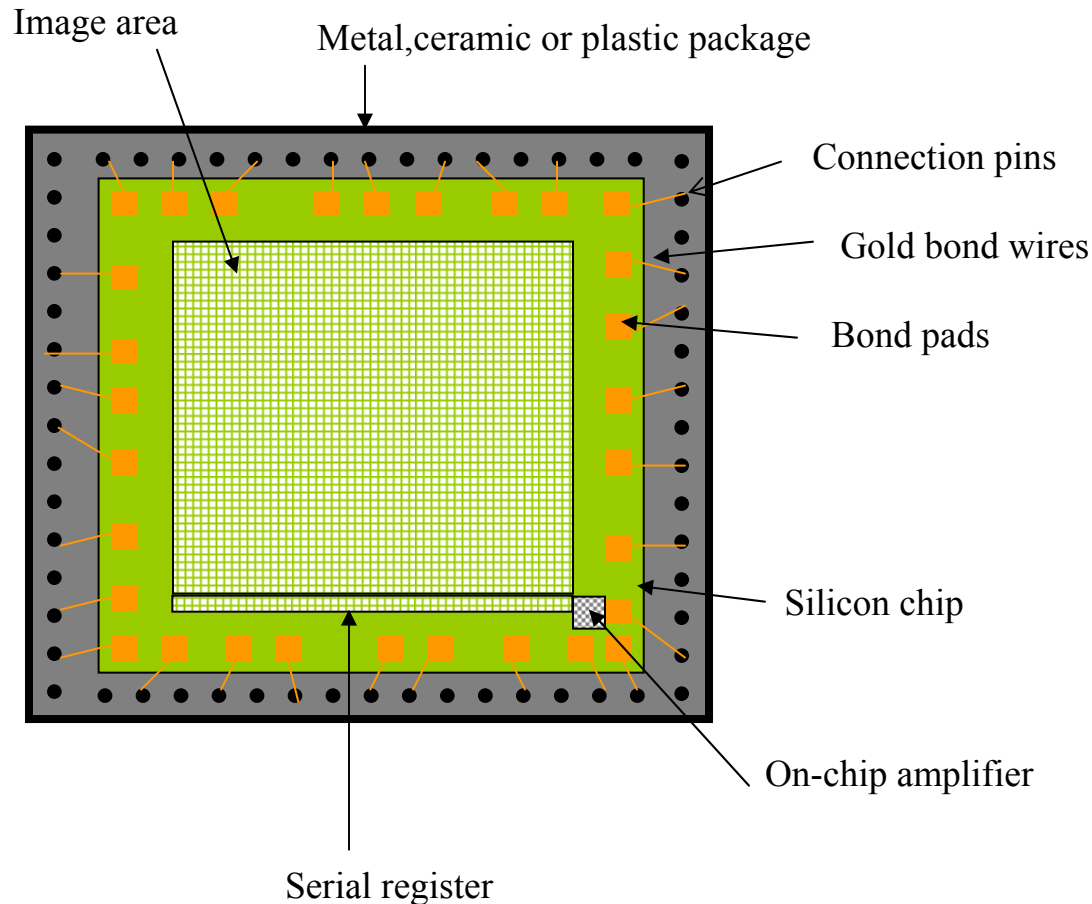 Image area
Metal,ceramic or plastic package
Connection pins
Gold bond wires
Bond pads
Silicon chip
On-chip amplifier
Serial register